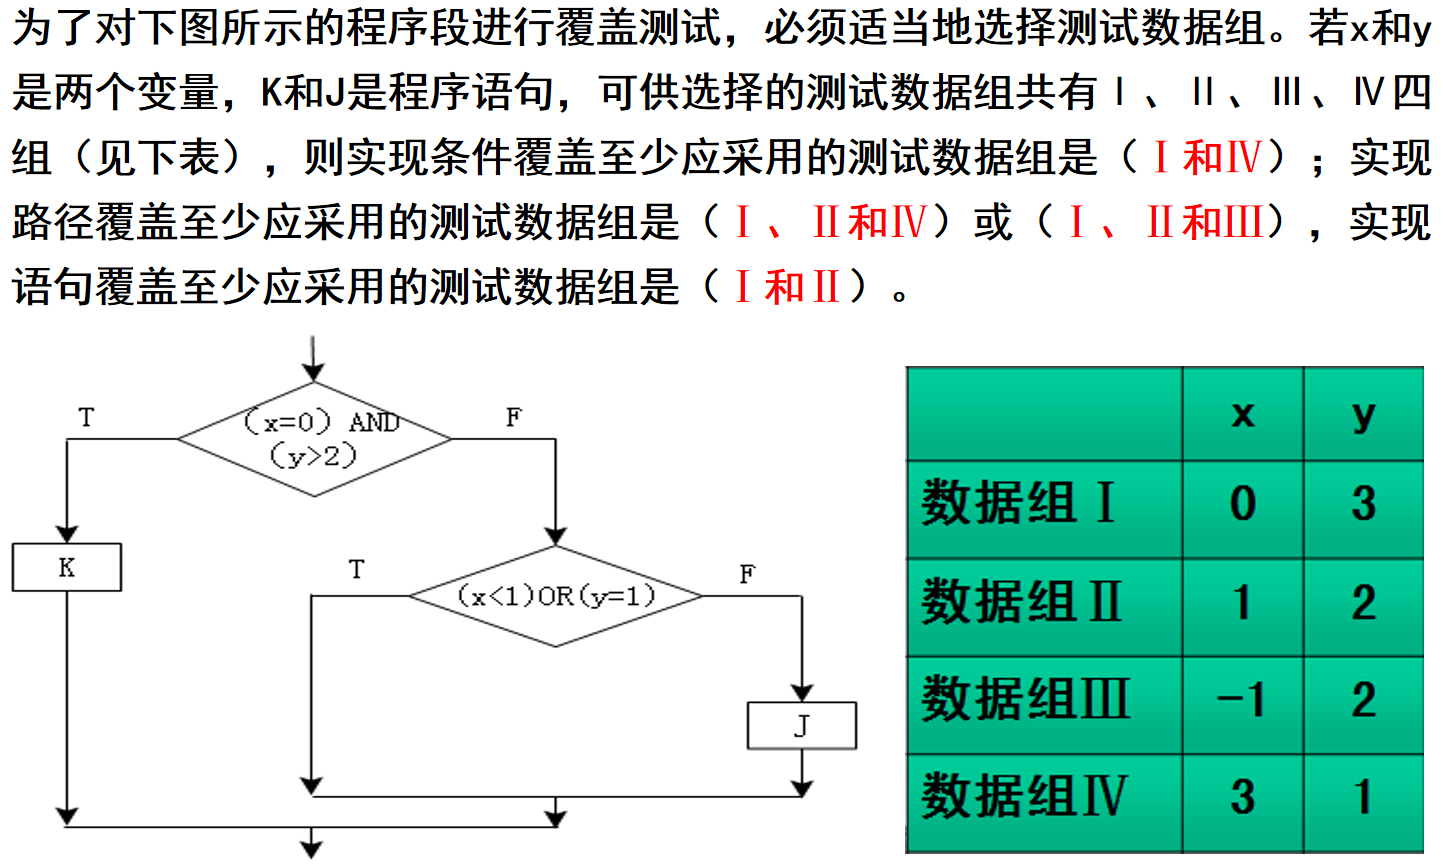 为了对下图所示的程序段进行覆盖测试，必须适当地选择测试数据组。若x和y
是两个变量，K和J是程序语句，可供选择的测试数据组共有Ⅰ、Ⅱ、Ⅲ、Ⅳ四
组（见下表），则实现条件覆盖至少应采用的测试数据组是（Ⅰ和Ⅳ）；实现
路径覆盖至少应采用的测试数据组是（Ⅰ、Ⅱ和Ⅳ）或（Ⅰ、Ⅱ和Ⅲ），实现
语句覆盖至少应采用的测试数据组是（Ⅰ和Ⅱ）。
T
(x=0) AND
(y>2)
F
K
T
(x<1)OR(y=1)
F
J
x y
数据组Ⅰ 0 3
数据组Ⅱ 1 2
数据组Ⅲ -1 2
数据组Ⅳ 3 1